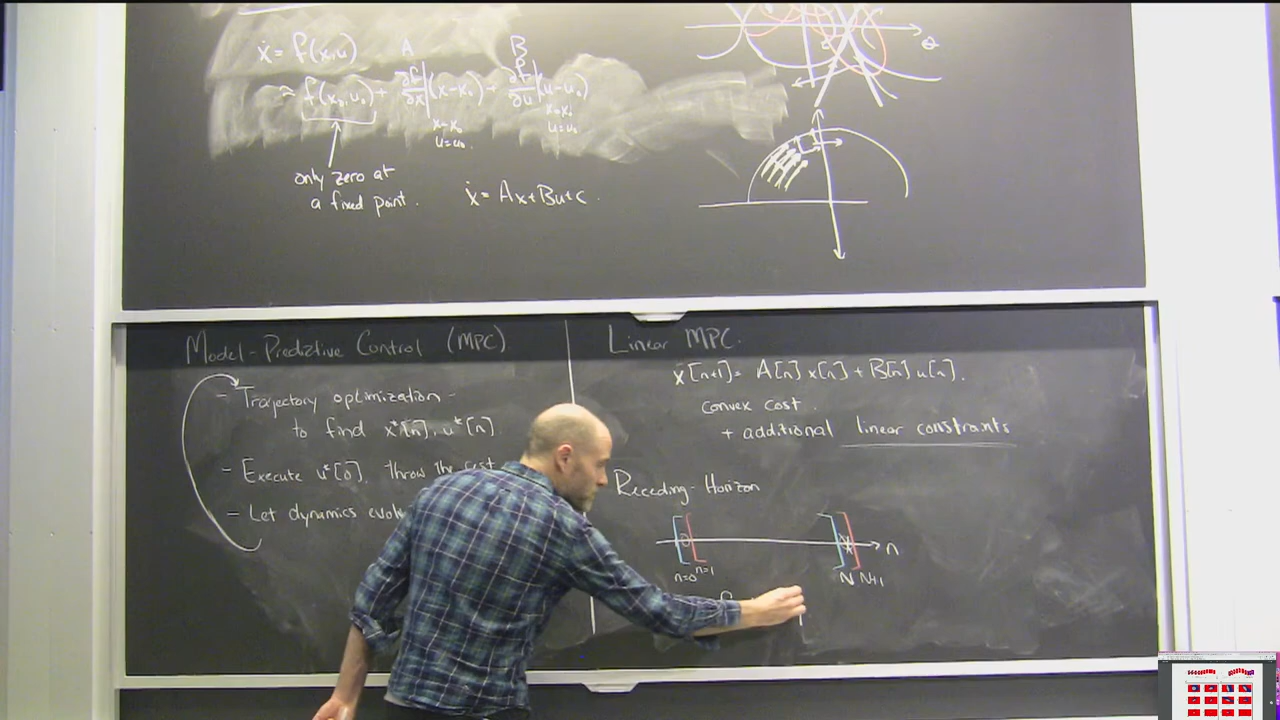 ẋ = f(x,u)
A
B
≈ f(x₀,u₀) + ∂f/∂x|(x-x₀) + ∂f/∂u|(u-u₀)
x=x₀
u=u₀
x=x₀
u=u₀
only zero at
a fixed point.
ẋ = Ax+Bu+c
Model-Predictive Control (MPC)
- Trajectory optimization -
to find x*[n], u*[n]
- Execute u*[0]. Throw the rest
- Let dynamics
Linear MPC.
x[n+1] = A[n] x[n] + B[n] u[n].
convex cost.
+ additional linear constraints
Receding-Horizon
n
n=0
n=1
N
N+1